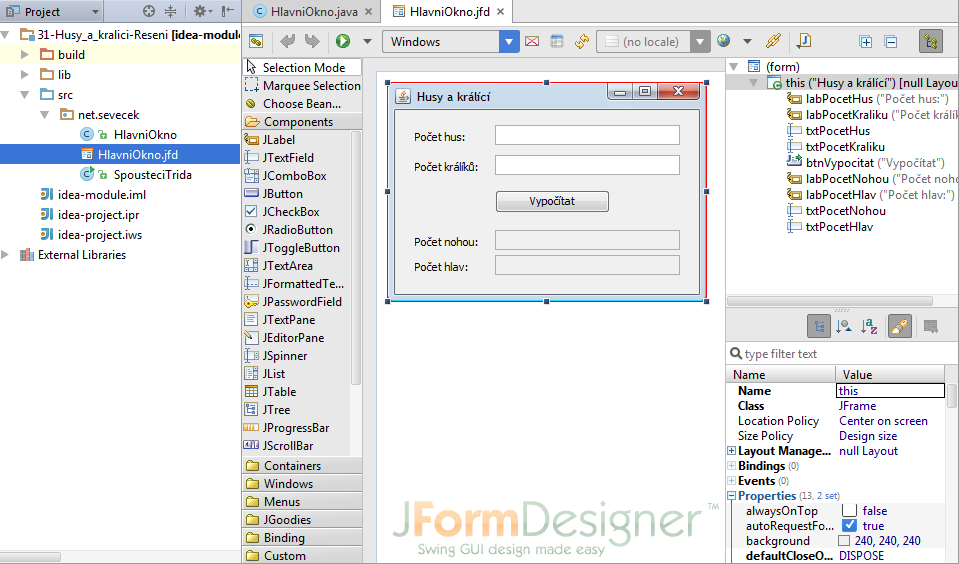 Project
31-Husy_a_kralici-Reseni [idea-module
build
lib
src
net.sevecek
HlavniOkno
HlavniOkno.jfd
SpousteciTrida
idea-module.iml
idea-project.ipr
idea-project.iws
External Libraries
HlavniOkno.java
HlavniOkno.jfd
Windows
(no locale)
Selection Mode
Marquee Selection
Choose Bean...
Components
JLabel
JTextField
JComboBox
JButton
JCheckBox
JRadioButton
JToggleButton
JTextArea
JFormattedTe...
JPasswordField
JTextPane
JEditorPane
JSpinner
JList
JTable
JTree
JProgressBar
JScrollBar
Containers
Windows
Menus
JGoodies
Binding
Custom
Husy a králící
Počet hus:
Počet králíků:
Vypočítat
Počet nohou:
Počet hlav:
JFormDesigner™
Swing GUI design made easy
(form)
this ("Husy a králící") [null Layou
labPocetHus ("Počet hus:")
labPocetKraliku ("Počet králík
txtPocetHus
txtPocetKraliku
btnVypocitat ("Vypočítat")
labPocetNohou ("Počet noho
labPocetHlav ("Počet hlav:")
txtPocetNohou
txtPocetHlav
type filter text
Name Value
Name this
Class JFrame
Location Policy Center on screen
Size Policy Design size
Layout Manage... null Layout
Bindings (0)
Events (0)
Properties (13, 2 set)
alwaysOnTop false
autoRequestFo... true
background 240, 240, 240
defaultCloseO... DISPOSE